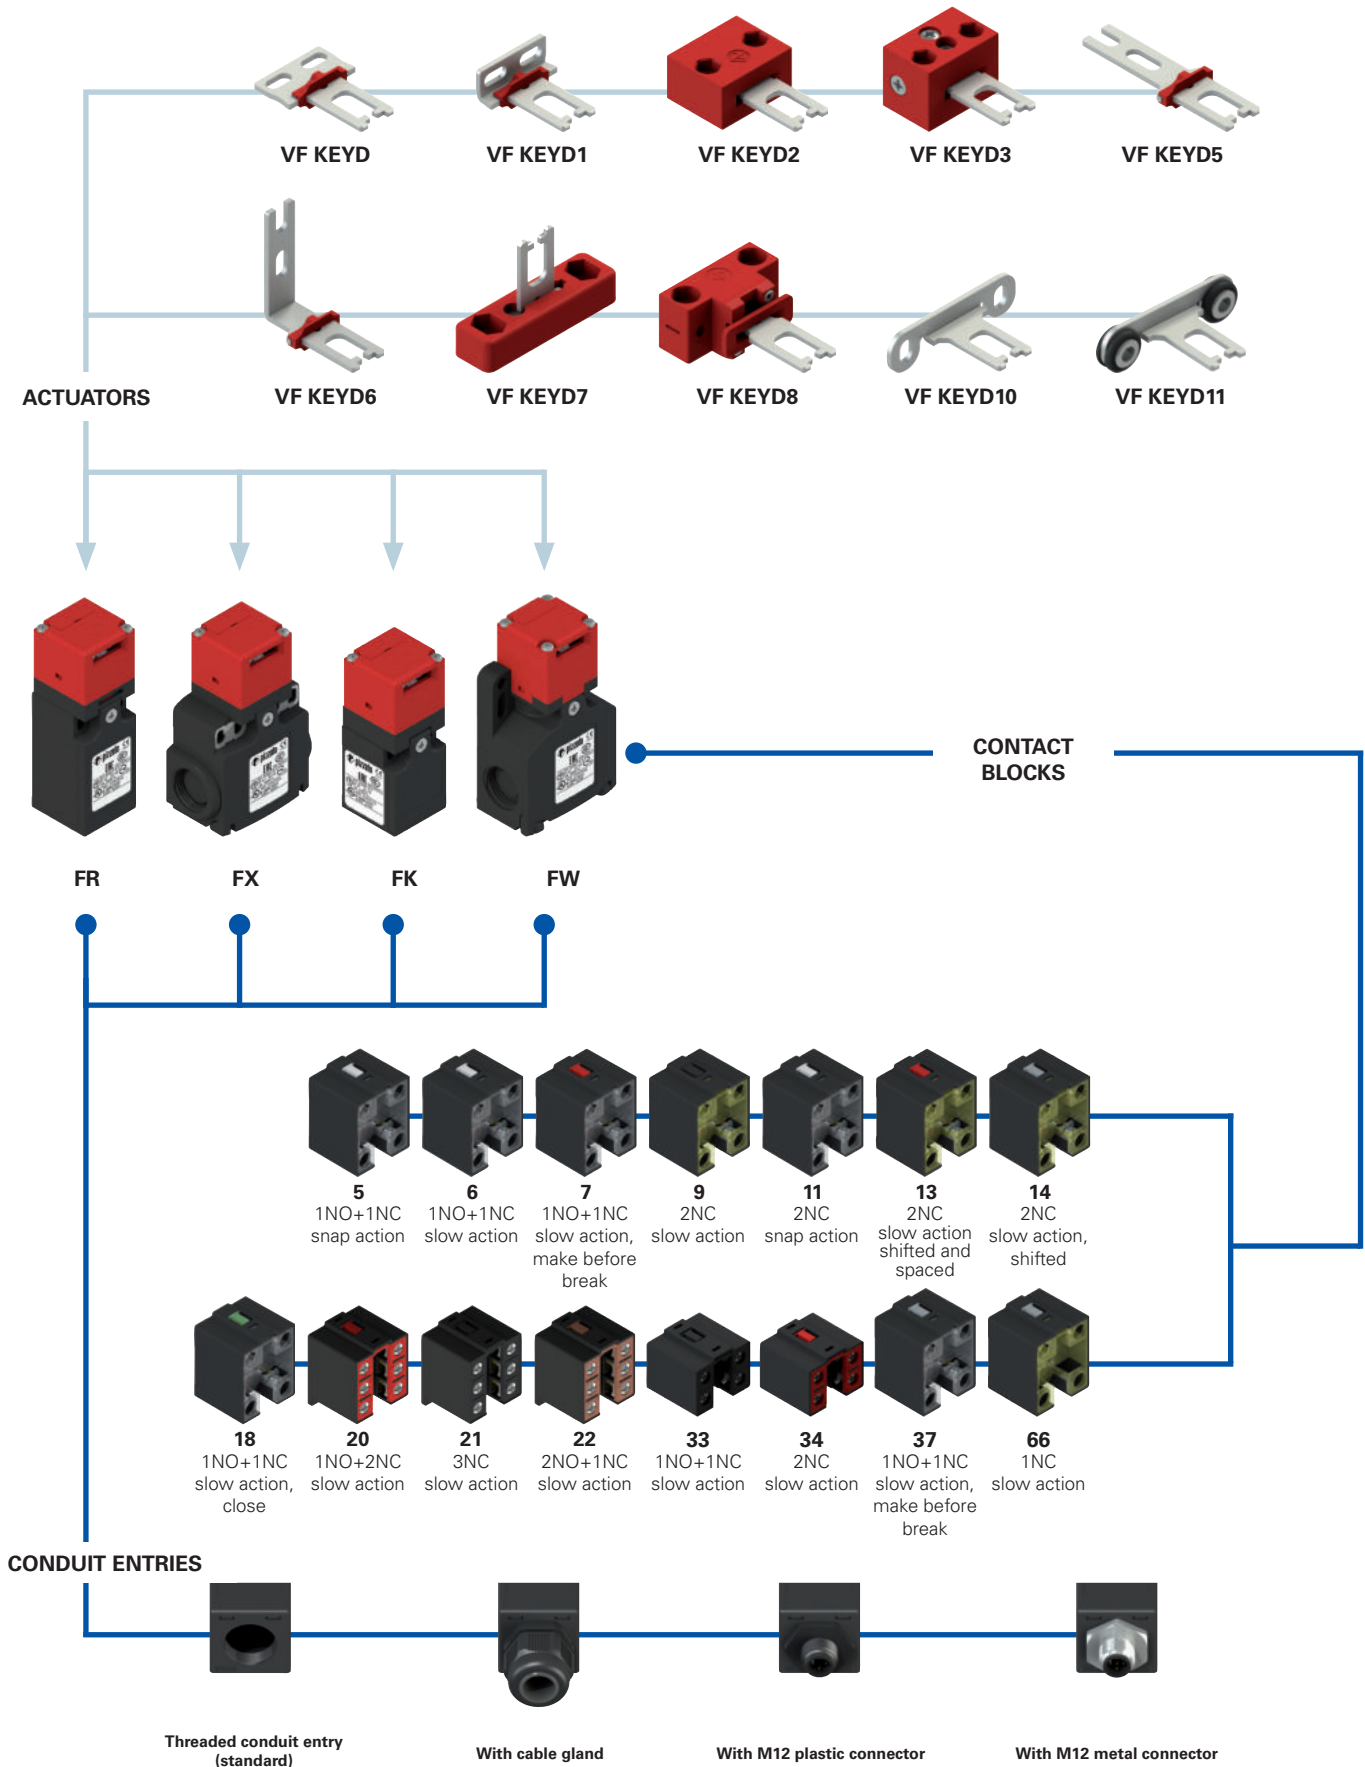 VF KEYD
VF KEYD1
VF KEYD2
VF KEYD3
VF KEYD5
VF KEYD6
VF KEYD7
VF KEYD8
VF KEYD10
VF KEYD11
ACTUATORS
CONTACT
BLOCKS
FR
FX
FK
FW
5
1NO+1NC
snap action
6
1NO+1NC
slow action
7
1NO+1NC
slow action,
make before
break
9
2NC
slow action
11
2NC
snap action
13
2NC
slow action
shifted and
spaced
14
2NC
slow action,
shifted
18
1NO+1NC
slow action,
close
20
1NO+2NC
slow action
21
3NC
slow action
22
2NO+1NC
slow action
33
1NO+1NC
slow action
34
2NC
slow action
37
1NO+1NC
slow action,
make before
break
66
1NC
slow action
CONDUIT ENTRIES
Threaded conduit entry
(standard)
With cable gland
With M12 plastic connector
With M12 metal connector